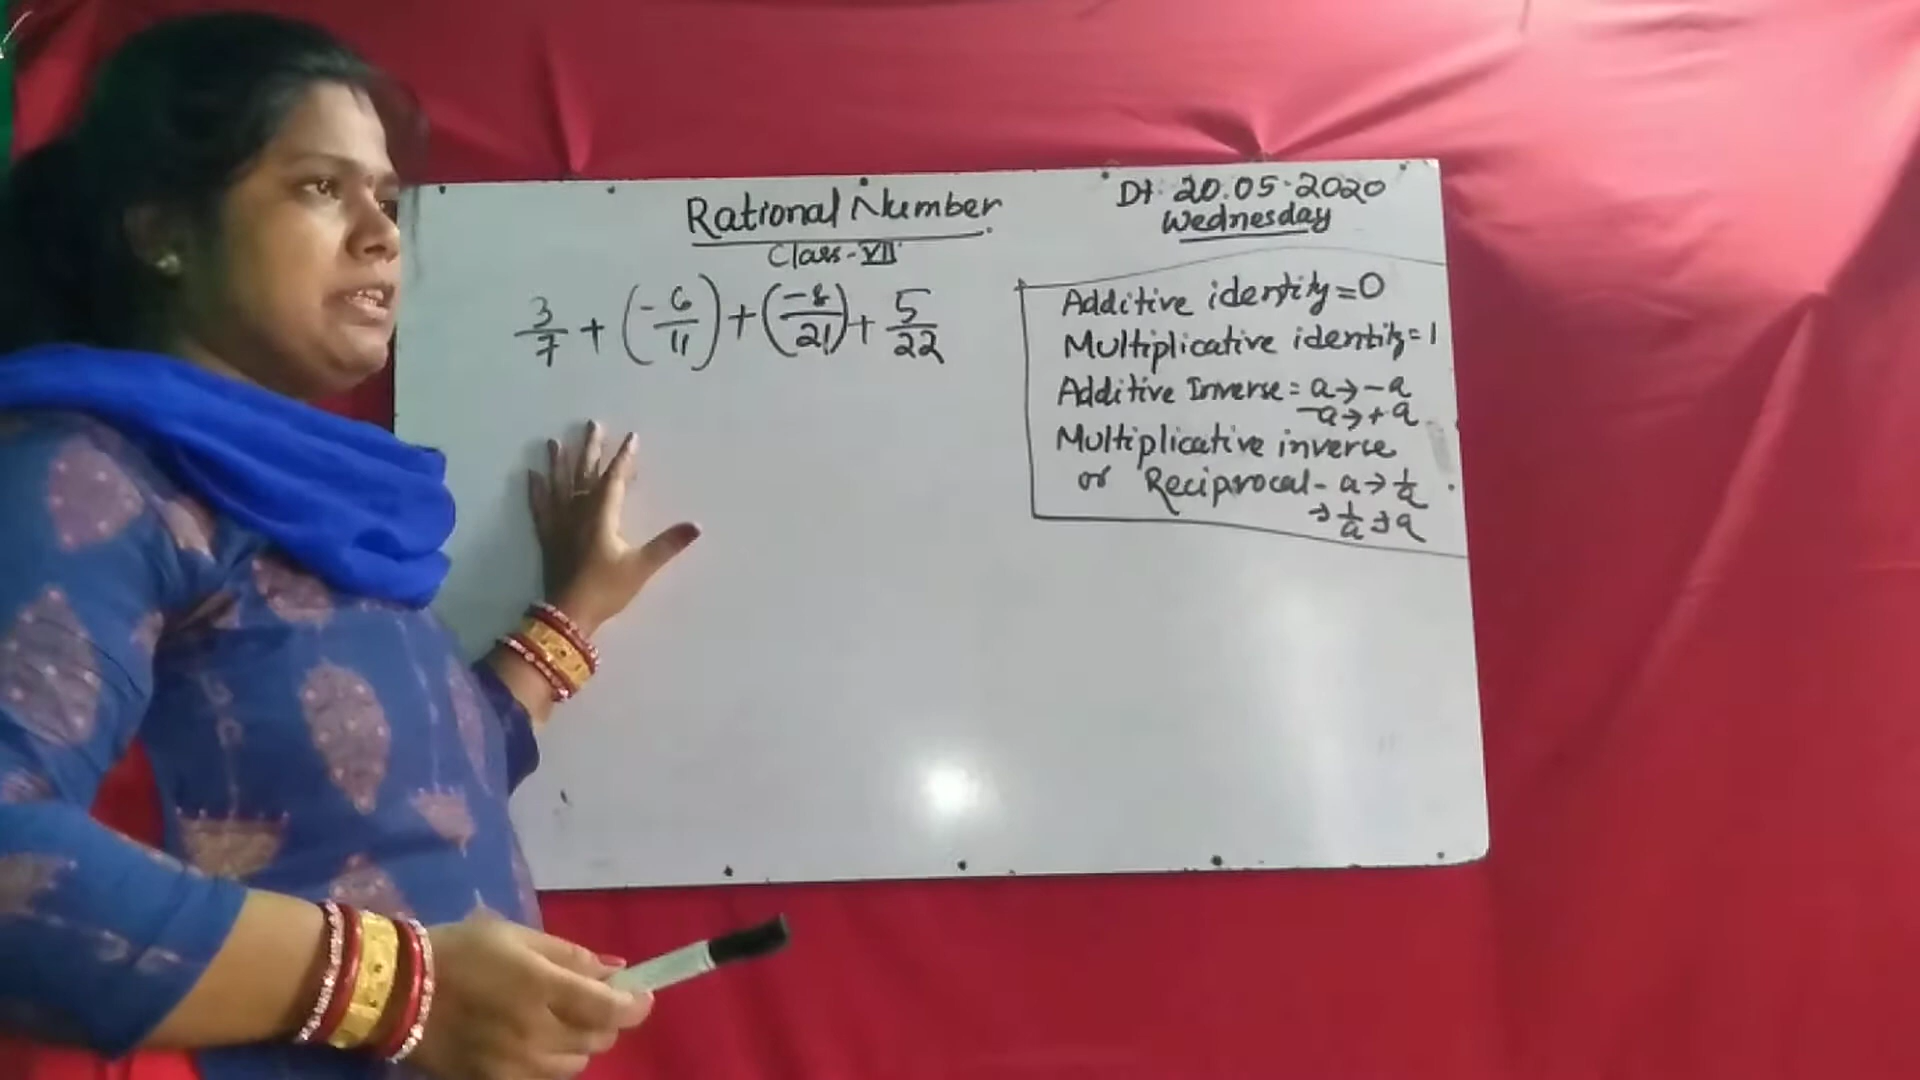 Rational Number
Class-VII
Dt. 20.05.2020
Wednesday
3/7 + (-6/11) + (-8/21) + 5/22
Additive identity = 0
Multiplicative identity = 1
Additive Inverse = a → -a
-a → +a
Multiplicative inverse
or Reciprocal - a → 1/a
→ 1/a → a